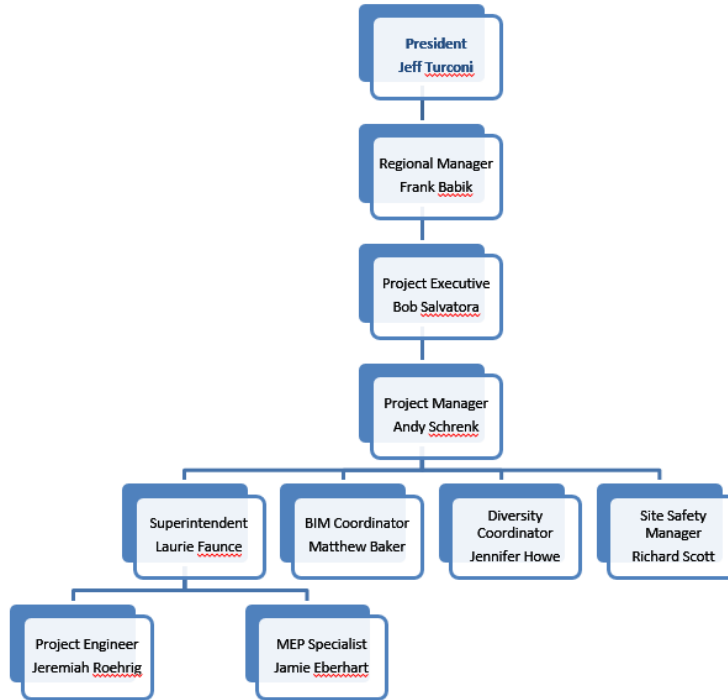 President
Jeff Turconi
Regional Manager
Frank Babik
Project Executive
Bob Salvatora
Project Manager
Andy Schrenk
Superintendent
Laurie Faunce
BIM Coordinator
Matthew Baker
Diversity
Coordinator
Jennifer Howe
Site Safety
Manager
Richard Scott
Project Engineer
Jeremiah Roehrig
MEP Specialist
Jamie Eberhart